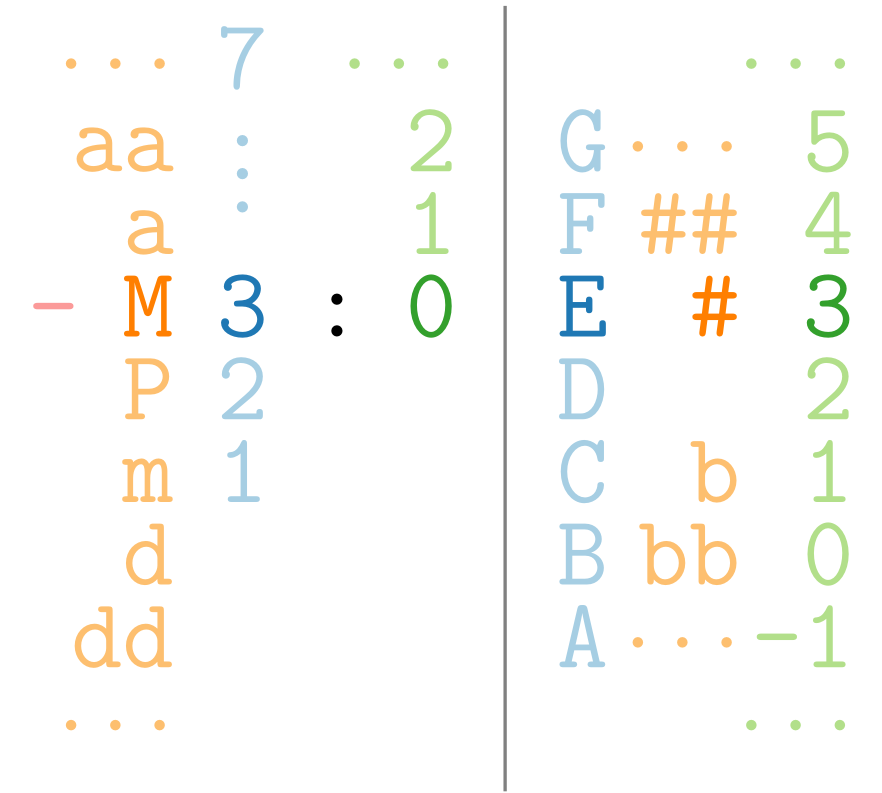 ... 7 ... ...
aa : 2 G ... 5
a 1 F ## 4
- M 3 : 0 E # 3
P 2 D 2
m 1 C b 1
d B bb 0
dd A ... -1
... ...